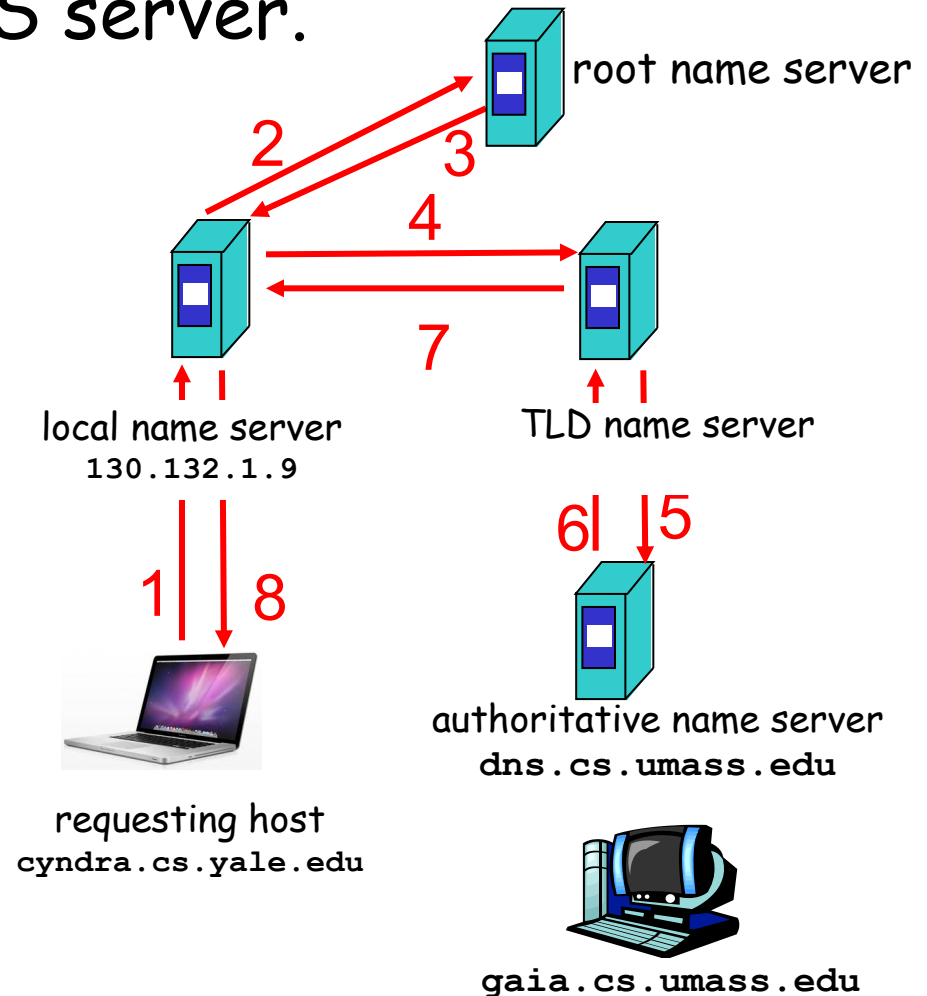 S server.
root name server
2
3
4
7
local name server
130.132.1.9
TLD name server
6
5
1
8
authoritative name server
dns.cs.umass.edu
requesting host
cyndra.cs.yale.edu
gaia.cs.umass.edu